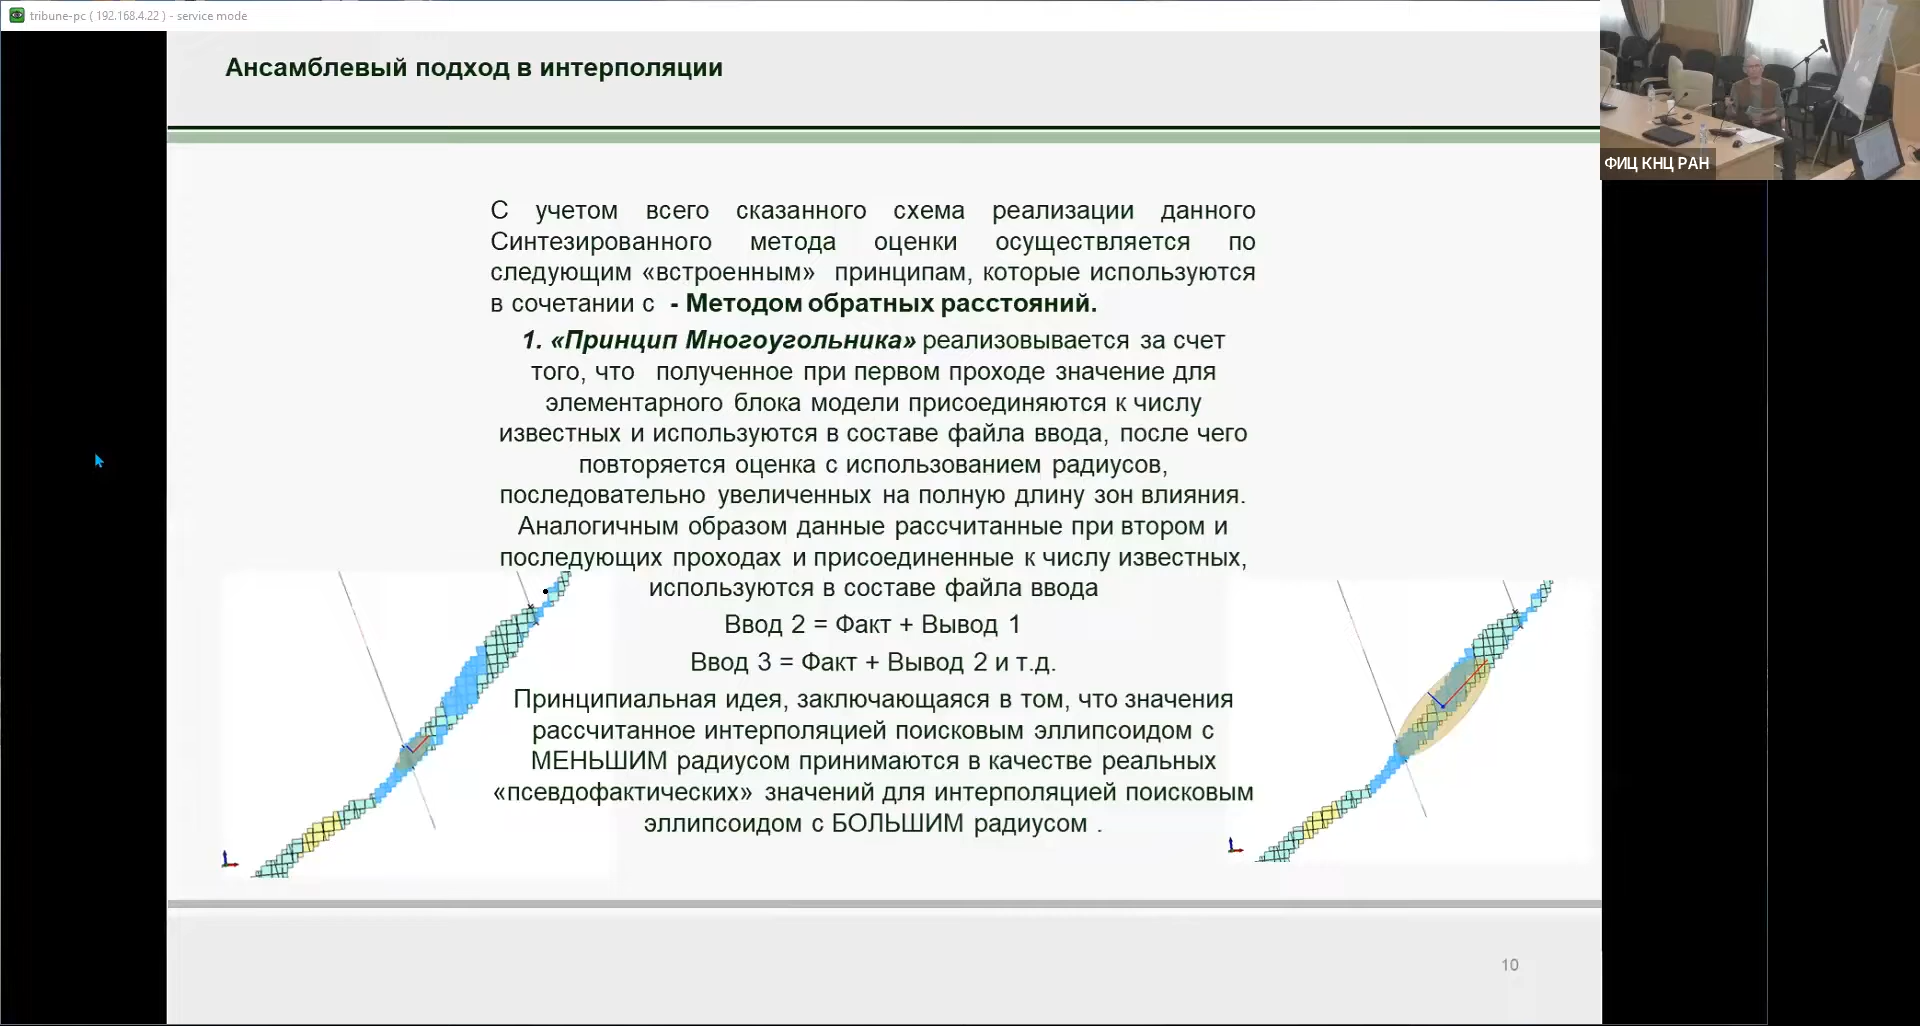 tribune-pc ( 192.168.4.22 ) - service mode
Ансамблевый подход в интерполяции
ФИЦ КНЦ РАН
С учетом всего сказанного схема реализации данного
Синтезированного метода оценки осуществляется по
следующим «встроенным» принципам, которые используются
в сочетании с - Методом обратных расстояний.
1. «Принцип Многоугольника» реализовывается за счет
того, что полученное при первом проходе значение для
элементарного блока модели присоединяются к числу
известных и используются в составе файла ввода, после чего
повторяется оценка с использованием радиусов,
последовательно увеличенных на полную длину зон влияния.
Аналогичным образом данные рассчитанные при втором и
последующих проходах и присоединенные к числу известных,
используются в составе файла ввода
Ввод 2 = Факт + Вывод 1
Ввод 3 = Факт + Вывод 2 и т.д.
Принципиальная идея, заключающаяся в том, что значения
рассчитанное интерполяцией поисковым эллипсоидом с
МЕНЬШИМ радиусом принимаются в качестве реальных
«псевдофактических» значений для интерполяцией поисковым
эллипсоидом с БОЛЬШИМ радиусом .
10